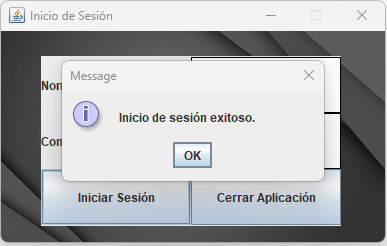 Inicio de Sesión
Message
Inicio de sesión exitoso.
OK
Iniciar Sesión
Cerrar Aplicación